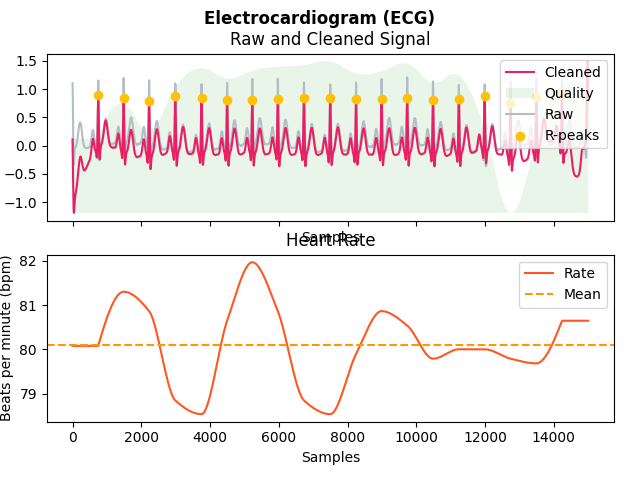 Electrocardiogram (ECG)
Raw and Cleaned Signal
1.5
1.0
0.5
0.0
−0.5
−1.0
Cleaned
Quality
Raw
R-peaks
Samples
Heart Rate
82
81
80
79
Beats per minute (bpm)
Rate
Mean
0 2000 4000 6000 8000 10000 12000 14000
Samples